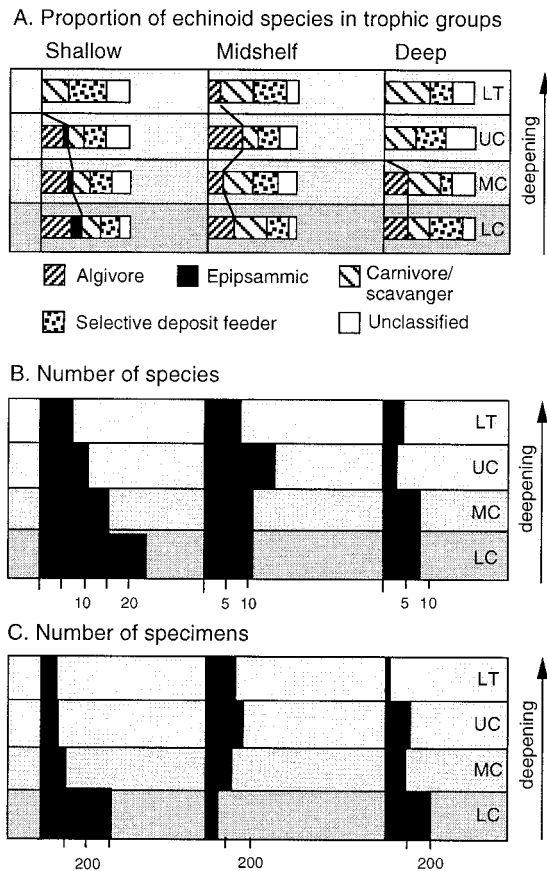 A. Proportion of echinoid species in trophic groups
Shallow Midshelf Deep
LT
UC
MC
LC
deepening
Algivore Epipsammic Carnivore/
scavanger
Selective deposit feeder Unclassified
B. Number of species
LT
UC
MC
LC
deepening
10 20 5 10 5 10
C. Number of specimens
LT
UC
MC
LC
deepening
200 200 200